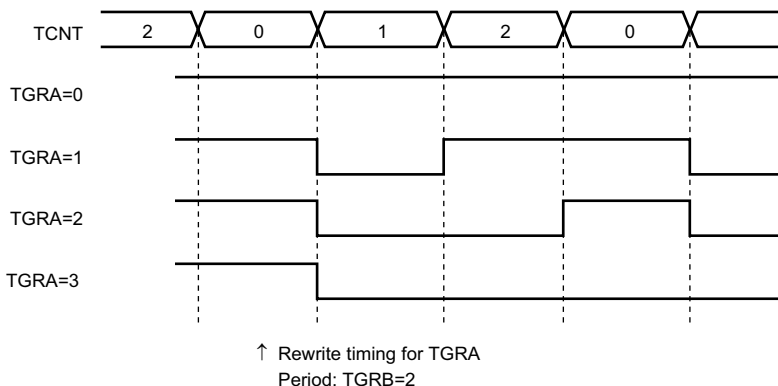 TCNT 2 0 1 2 0
TGRA=0
TGRA=1
TGRA=2
TGRA=3
↑ Rewrite timing for TGRA
Period: TGRB=2